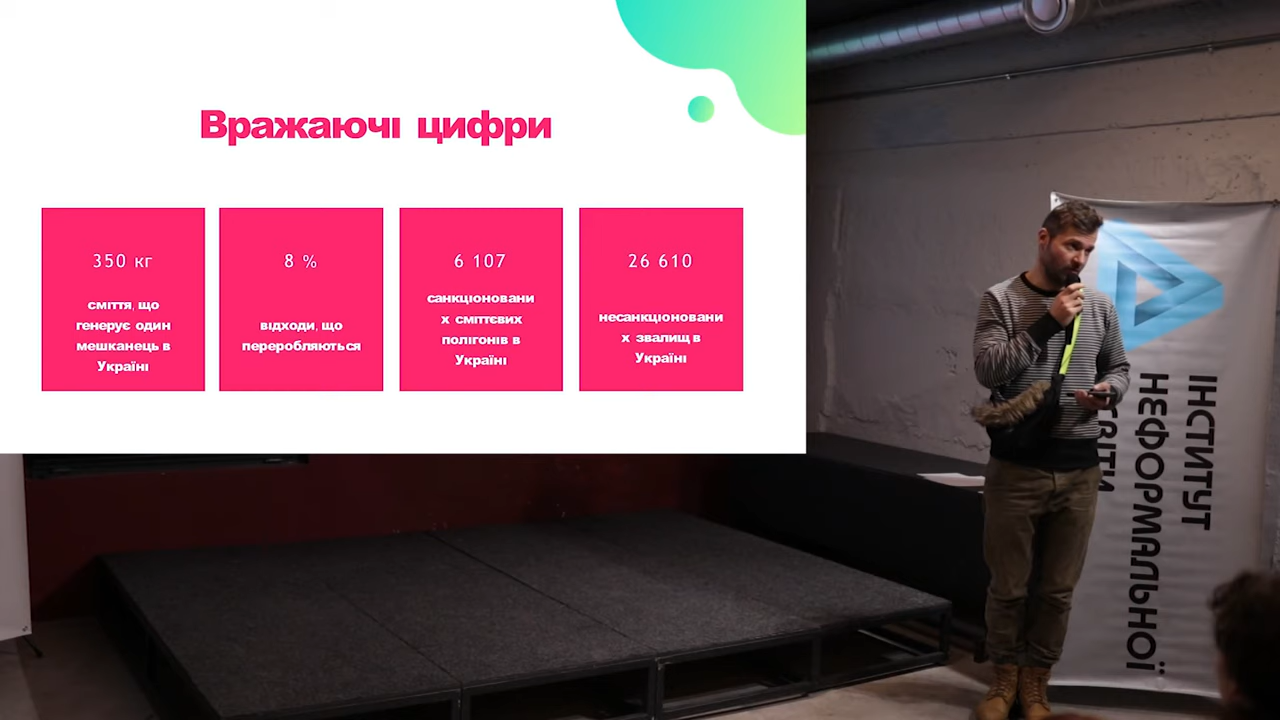 Вражаючі цифри
350 кг
сміття, що
генерує один
мешканець в
Україні
8 %
відходи, що
переробляються
6 107
санкціоновани
х сміттєвих
полігонів в
Україні
26 610
несанкціоновани
х звалищ в
Україні
ІНСТИТУТ
НЕФОРМАЛЬНОЇ